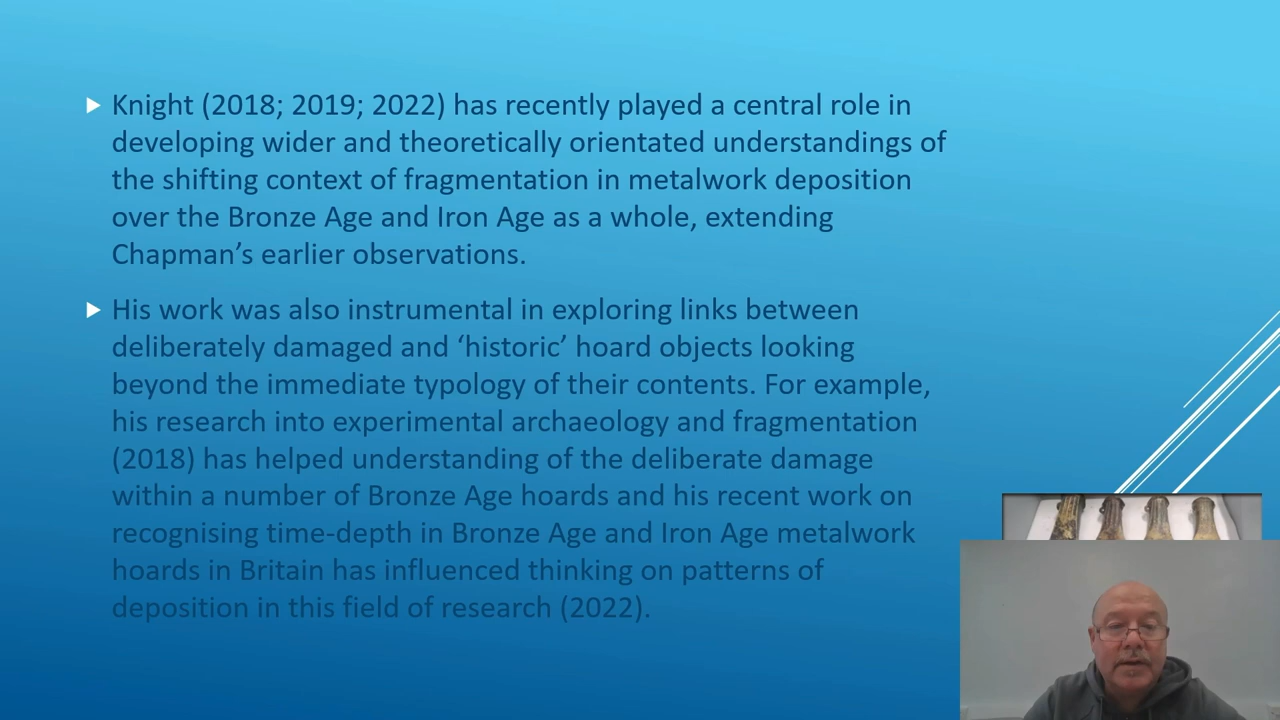 Knight (2018; 2019; 2022) has recently played a central role in
developing wider and theoretically orientated understandings of
the shifting context of fragmentation in metalwork deposition
over the Bronze Age and Iron Age as a whole, extending
Chapman’s earlier observations.
His work was also instrumental in exploring links between
deliberately damaged and ‘historic’ hoard objects looking
beyond the immediate typology of their contents. For example,
his research into experimental archaeology and fragmentation
(2018) has helped understanding of the deliberate damage
within a number of Bronze Age hoards and his recent work on
recognising time-depth in Bronze Age and Iron Age metalwork
hoards in Britain has influenced thinking on patterns of
deposition in this field of research (2022).